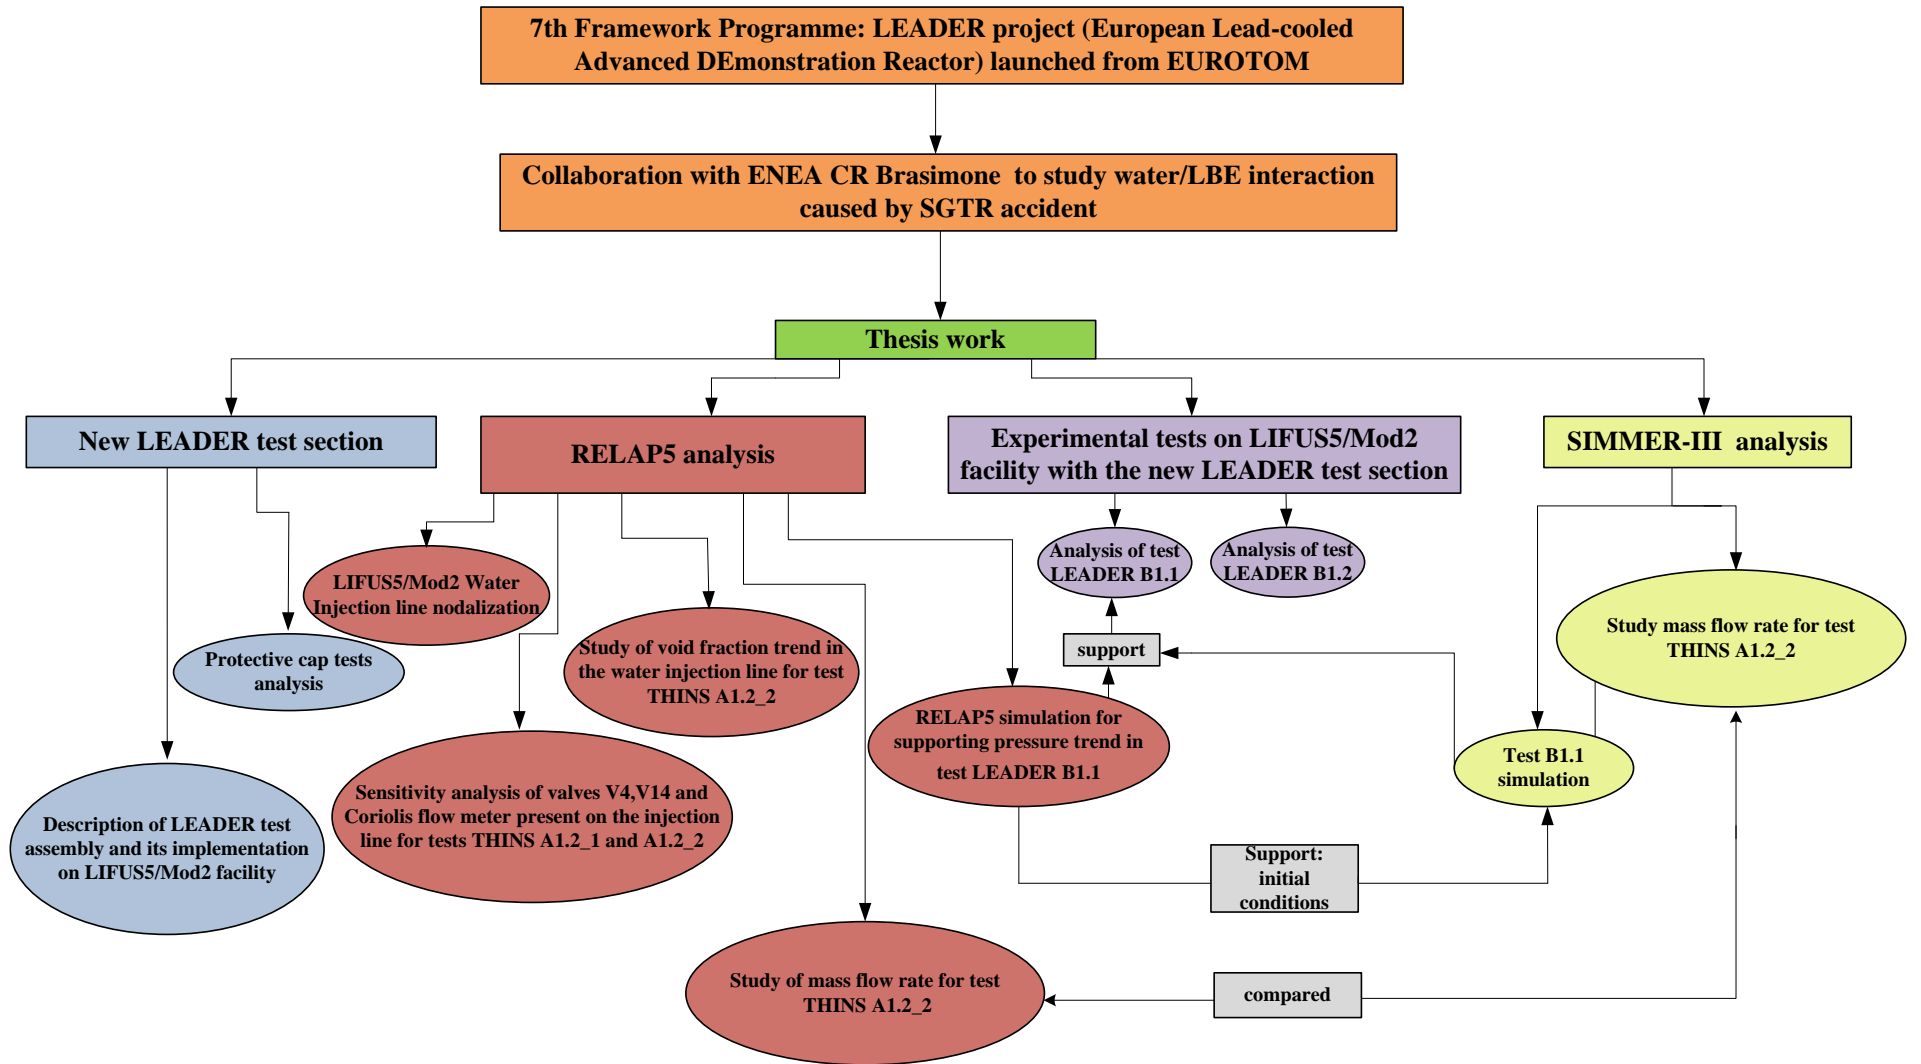 7th Framework Programme: LEADER project (European Lead-cooled
Advanced DEmonstration Reactor) launched from EUROTOM
Collaboration with ENEA CR Brasimone to study water/LBE interaction
caused by SGTR accident
Thesis work
New LEADER test section
RELAP5 analysis
Experimental tests on LIFUS5/Mod2
facility with the new LEADER test section
SIMMER-III analysis
LIFUS5/Mod2 Water
Injection line nodalization
Analysis of test
LEADER B1.1
Analysis of test
LEADER B1.2
Protective cap tests
analysis
Study of void fraction trend in
the water injection line for test
THINS A1.2_2
support
Study mass flow rate for test
THINS A1.2_2
RELAP5 simulation for
supporting pressure trend in
test LEADER B1.1
Test B1.1
simulation
Description of LEADER test
assembly and its implementation
on LIFUS5/Mod2 facility
Sensitivity analysis of valves V4,V14 and
Coriolis flow meter present on the injection
line for tests THINS A1.2_1 and A1.2_2
Support:
initial
conditions
Study of mass flow rate for test
THINS A1.2_2
compared